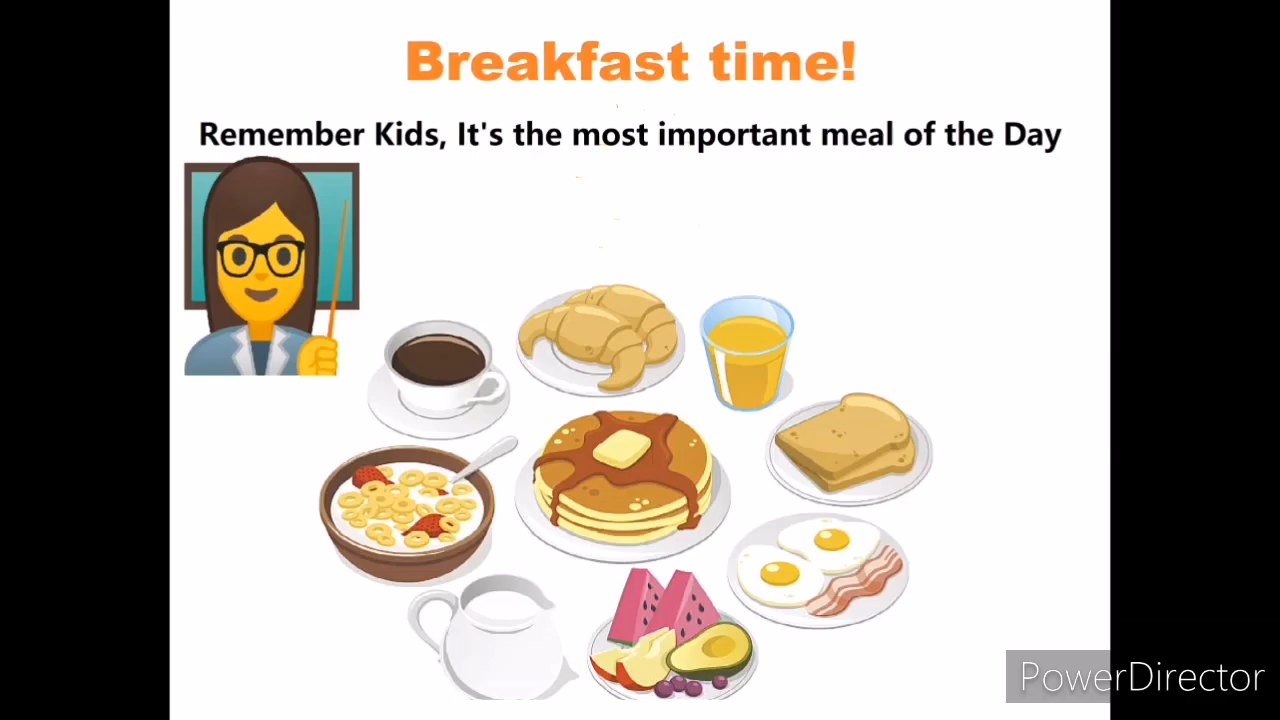 Breakfast time!
Remember Kids, It's the most important meal of the Day
PowerDirector